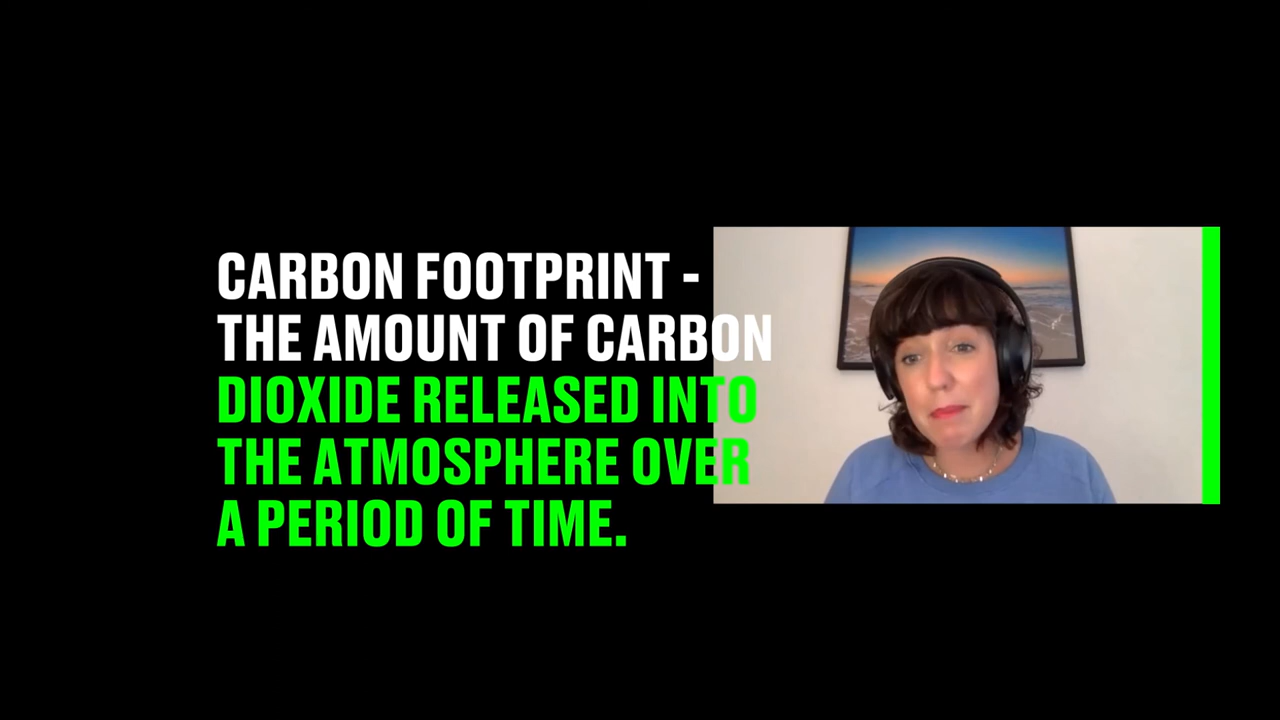 CARBON FOOTPRINT -
THE AMOUNT OF CARBON
DIOXIDE RELEASED INTO
THE ATMOSPHERE OVER
A PERIOD OF TIME.